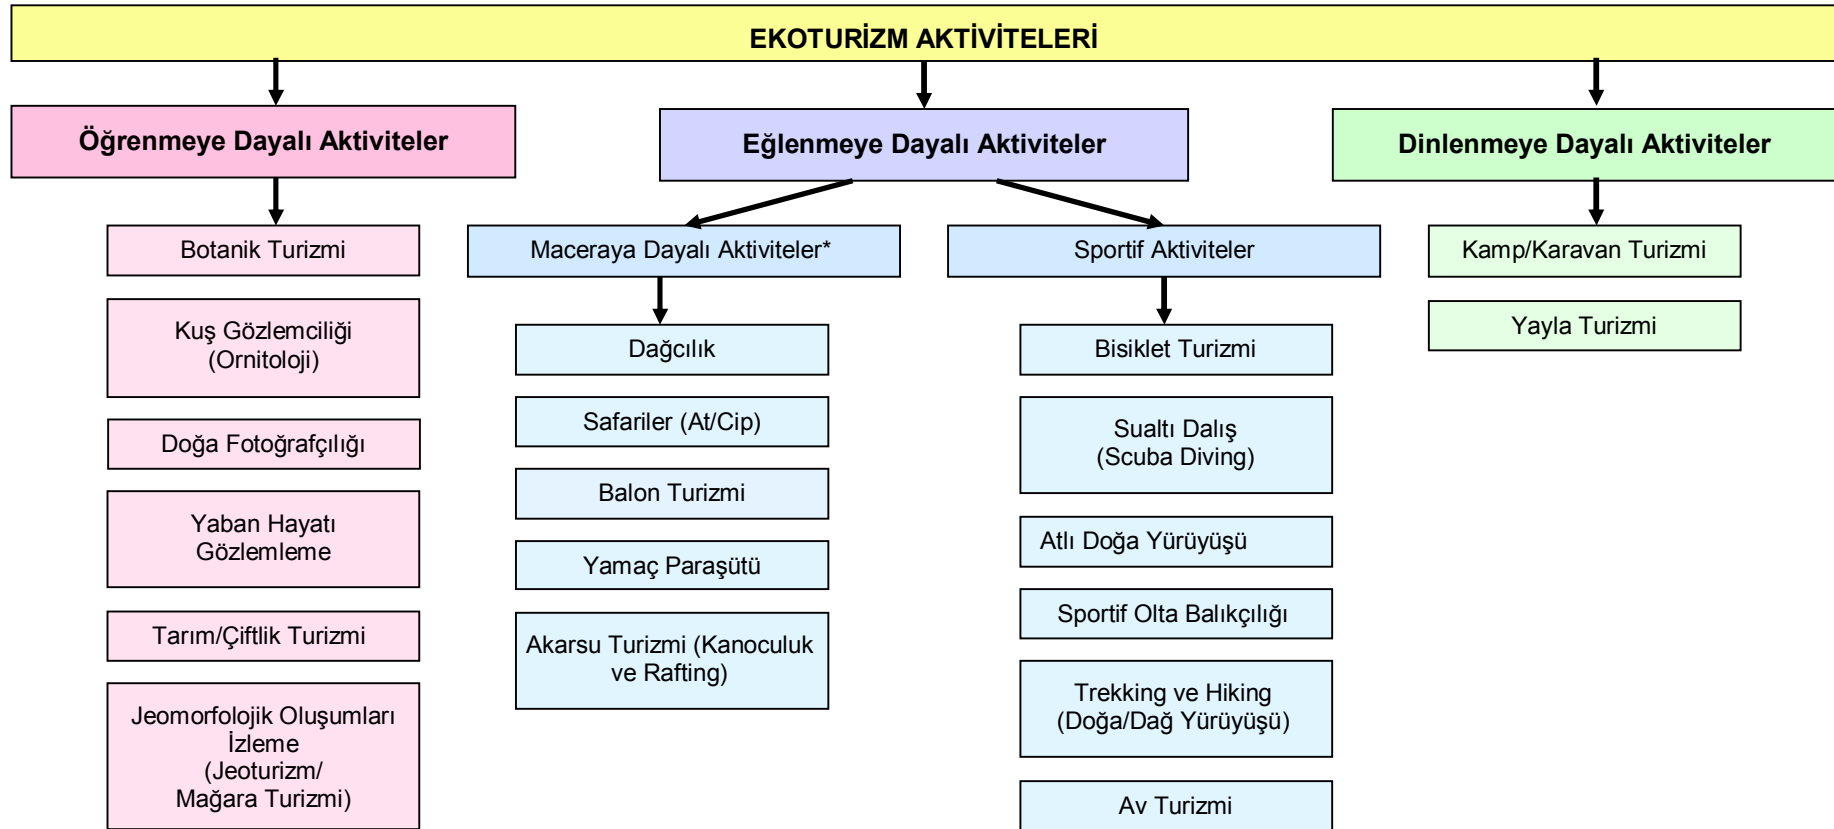 EKOTURİZM AKTİVİTELERİ
Öğrenmeye Dayalı Aktiviteler
Eğlenmeye Dayalı Aktiviteler
Dinlenmeye Dayalı Aktiviteler
Botanik Turizmi
Kuş Gözlemciliği
(Ornitoloji)
Doğa Fotoğrafçılığı
Yaban Hayatı
Gözlemleme
Tarım/Çiftlik Turizmi
Jeomorfolojik Oluşumları
İzleme
(Jeoturizm/
Mağara Turizmi)
Maceraya Dayalı Aktiviteler*
Dağcılık
Safariler (At/Cip)
Balon Turizmi
Yamaç Paraşütü
Akarsu Turizmi (Kanoculuk
ve Rafting)
Sportif Aktiviteler
Bisiklet Turizmi
Sualtı Dalış
(Scuba Diving)
Atlı Doğa Yürüyüşü
Sportif Olta Balıkçılığı
Trekking ve Hiking
(Doğa/Dağ Yürüyüşü)
Av Turizmi
Kamp/Karavan Turizmi
Yayla Turizmi